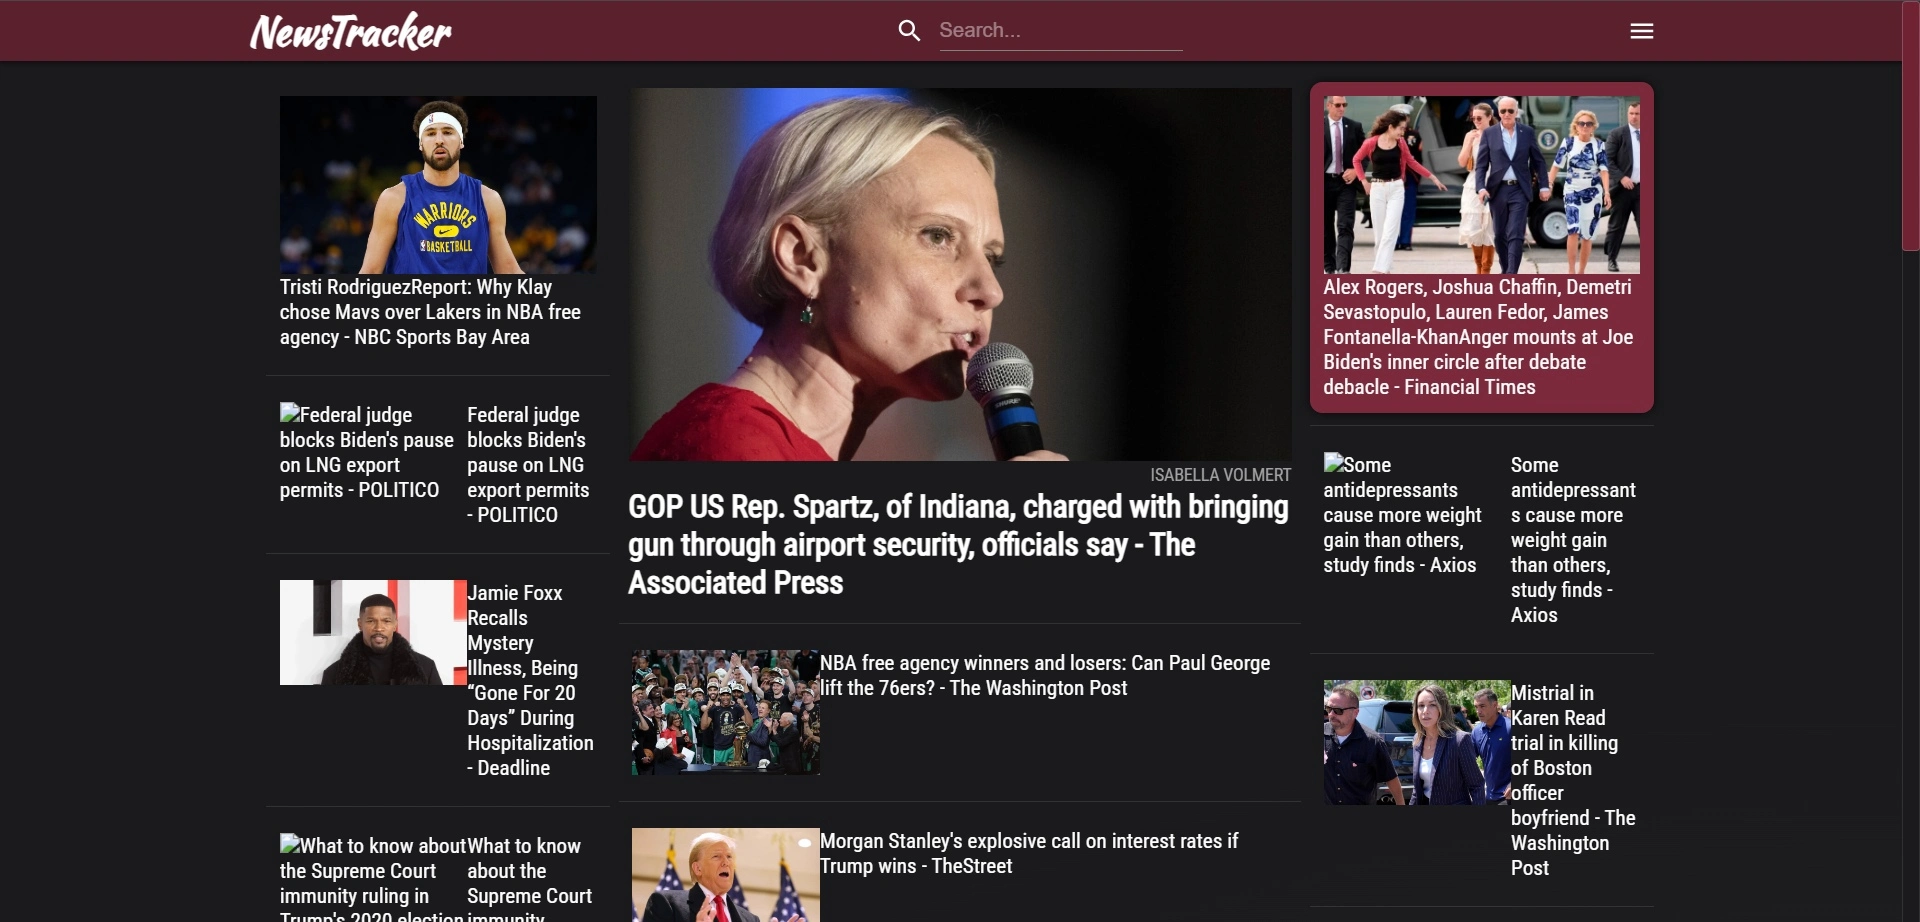 NewsTracker
Search...
WARRIORS
BASKETBALL
Tristi RodriguezReport: Why Klay
chose Mavs over Lakers in NBA free
agency - NBC Sports Bay Area
Federal judge
blocks Biden's pause
on LNG export
permits - POLITICO
Federal judge
blocks Biden's
pause on LNG
export permits
- POLITICO
Jamie Foxx
Recalls
Mystery
Illness, Being
“Gone For 20
Days” During
Hospitalization
- Deadline
What to know about
the Supreme Court
immunity ruling in
Trump's 2020 election
What to know
about the
Supreme Court
immunity
SHURE
ISABELLA VOLMERT
GOP US Rep. Spartz, of Indiana, charged with bringing
gun through airport security, officials say - The
Associated Press
NBA free agency winners and losers: Can Paul George
lift the 76ers? - The Washington Post
Morgan Stanley's explosive call on interest rates if
Trump wins - TheStreet
Alex Rogers, Joshua Chaffin, Demetri
Sevastopulo, Lauren Fedor, James
Fontanella-KhanAnger mounts at Joe
Biden's inner circle after debate
debacle - Financial Times
Some
antidepressants
cause more weight
gain than others,
study finds - Axios
Some
antidepressant
s cause more
weight gain
than others,
study finds -
Axios
Mistrial in
Karen Read
trial in killing
of Boston
officer
boyfriend - The
Washington
Post